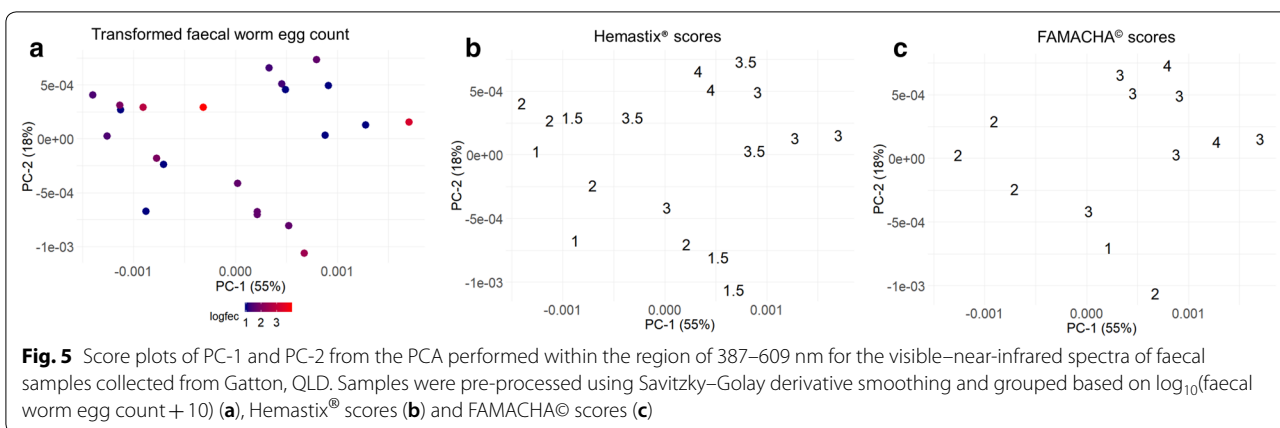 a Transformed faecal worm egg count
5e-04
0e+00
-5e-04
-1e-03
PC-2 (18%)
-0.001 0.000 0.001
PC-1 (55%)
logfec
1 2 3
b Hemastix® scores
4 3.5
5e-04 4 3
2
2 1.5 3.5
3 3
0e+00 1 3.5
2
3
-5e-04
1 2
1.5
-1e-03 1.5
PC-2 (18%)
-0.001 0.000 0.001
PC-1 (55%)
c FAMACHA© scores
3 4
5e-04 3 3
2
4 3
0e+00 2 3
2
3
-5e-04
1
-1e-03 2
PC-2 (18%)
-0.001 0.000 0.001
PC-1 (55%)
Fig. 5 Score plots of PC-1 and PC-2 from the PCA performed within the region of 387–609 nm for the visible–near-infrared spectra of faecal
samples collected from Gatton, QLD. Samples were pre-processed using Savitzky–Golay derivative smoothing and grouped based on log10(faecal
worm egg count + 10) (a), Hemastix® scores (b) and FAMACHA© scores (c)